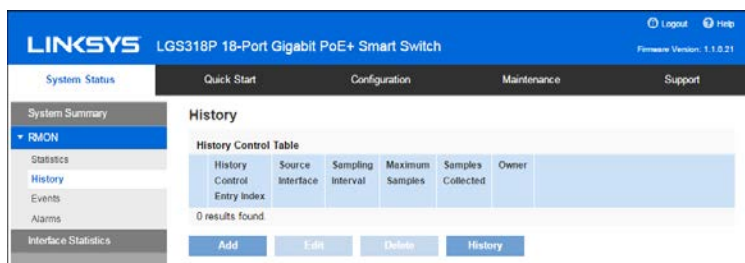 Logout Help
LINKSYS LGS318P 18-Port Gigabit PoE+ Smart Switch
Firmware Version: 1.1.0.21
System Status Quick Start Configuration Maintenance Support
System Summary
RMON
Statistics
History
Events
Alarms
Interface Statistics
History
History Control Table
History Control Entry Index
Source Interface
Sampling Interval
Maximum Samples
Samples Collected
Owner
0 results found.
Add Edit Delete History